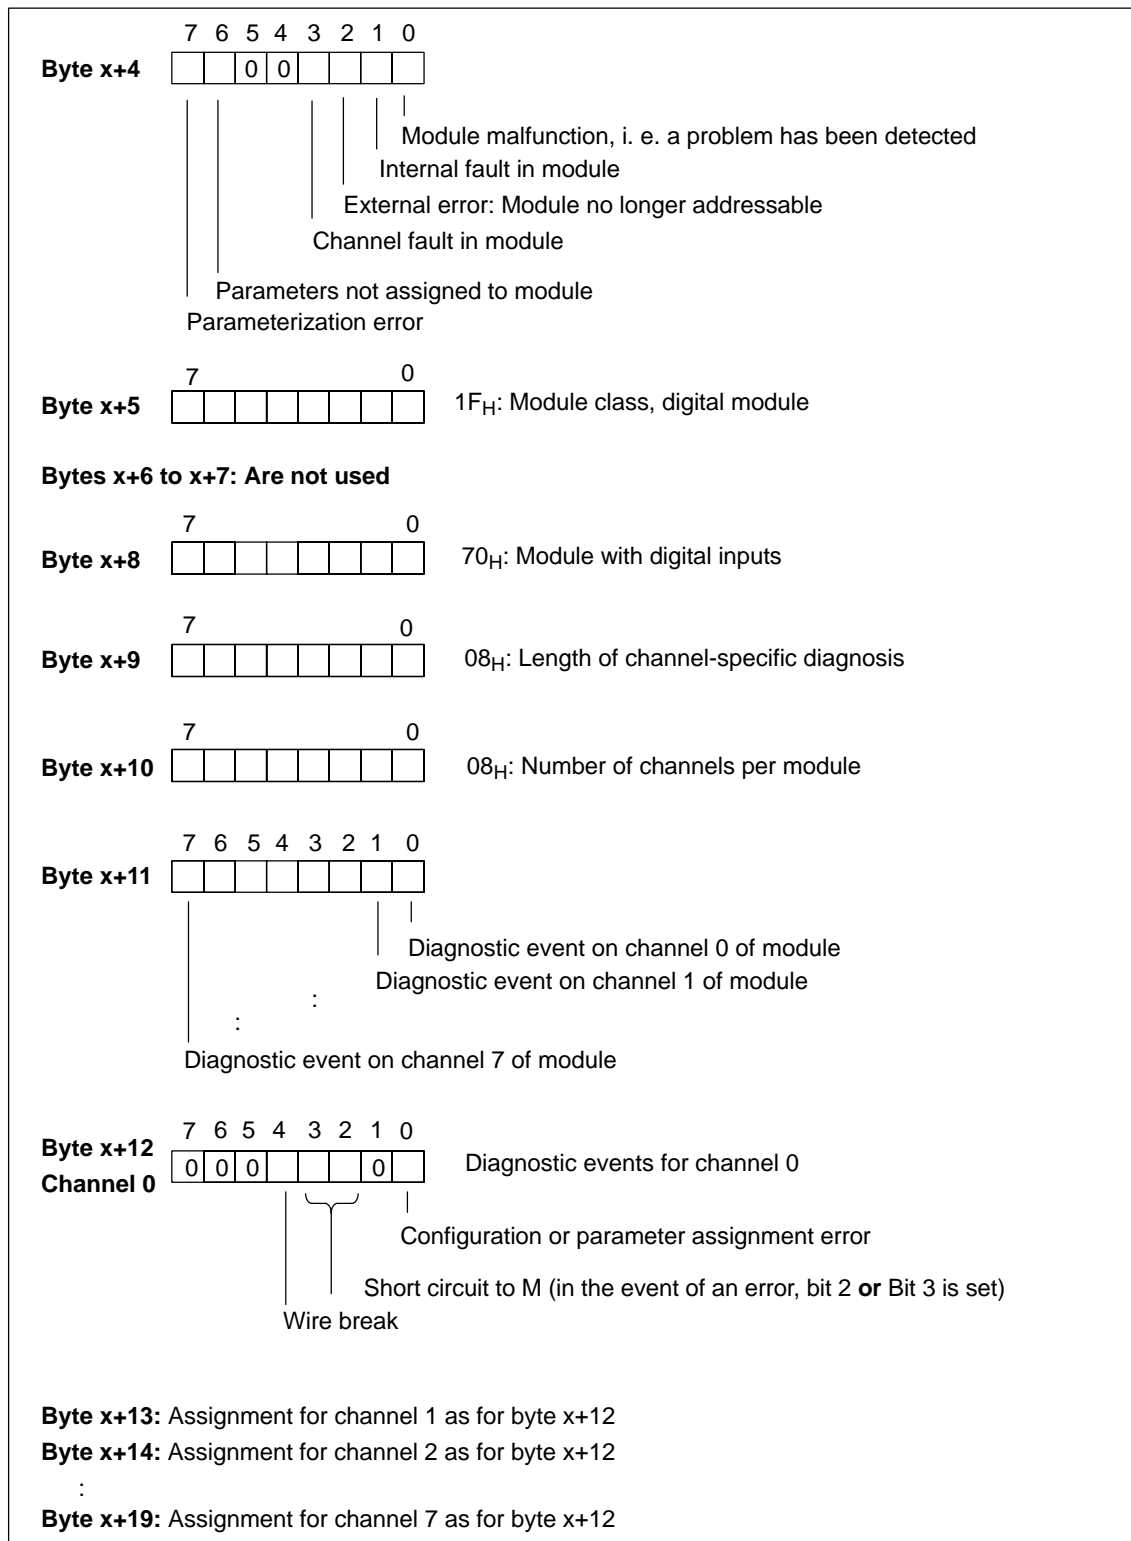 7 6 5 4 3 2 1 0
Byte x+4 0 0
Module malfunction, i. e. a problem has been detected
Internal fault in module
External error: Module no longer addressable
Channel fault in module
Parameters not assigned to module
Parameterization error
7 0
Byte x+5 1FH: Module class, digital module
Bytes x+6 to x+7: Are not used
7 0
Byte x+8 70H: Module with digital inputs
7 0
Byte x+9 08H: Length of channel-specific diagnosis
7 0
Byte x+10 08H: Number of channels per module
7 6 5 4 3 2 1 0
Byte x+11
Diagnostic event on channel 0 of module
Diagnostic event on channel 1 of module
:
:
Diagnostic event on channel 7 of module
7 6 5 4 3 2 1 0
Byte x+12
0 0 0 0 Diagnostic events for channel 0
Channel 0
Configuration or parameter assignment error
Short circuit to M (in the event of an error, bit 2 or Bit 3 is set)
Wire break
Byte x+13: Assignment for channel 1 as for byte x+12
Byte x+14: Assignment for channel 2 as for byte x+12
:
Byte x+19: Assignment for channel 7 as for byte x+12